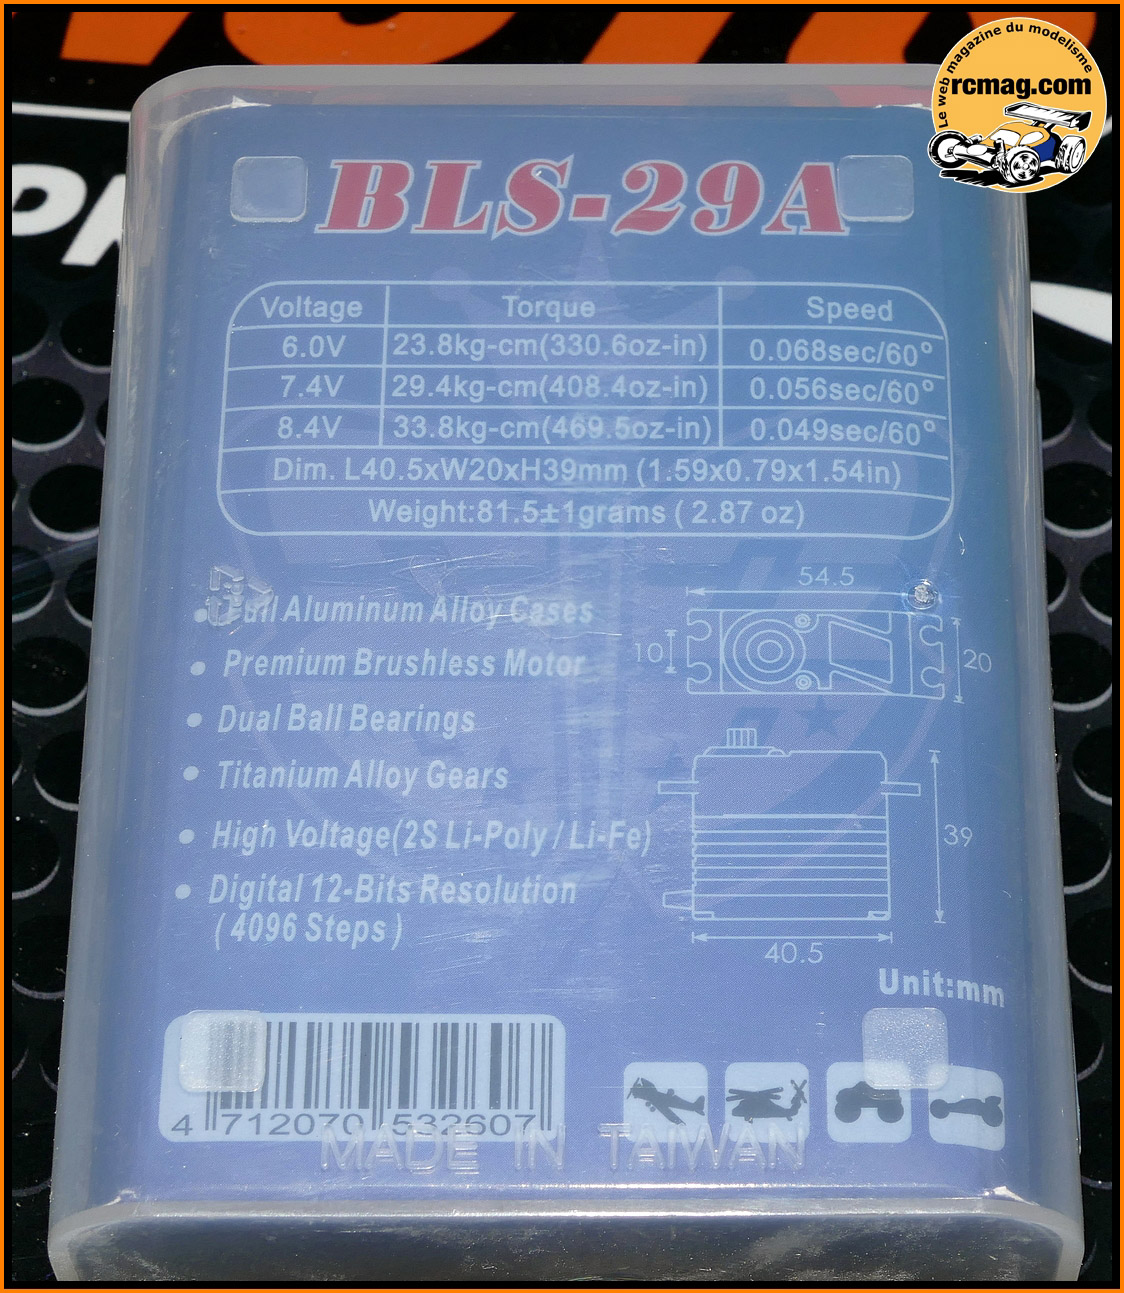 Le web magazine du modelisme
rcmag.com
BLS-29A
Voltage Torque Speed
6.0V 23.8kg-cm(330.6oz-in) 0.068sec/60°
7.4V 29.4kg-cm(408.4oz-in) 0.056sec/60°
8.4V 33.8kg-cm(469.5oz-in) 0.049sec/60°
Dim. L40.5xW20xH39mm (1.59x0.79x1.54in)
Weight:81.5±1grams ( 2.87 oz)
• Full Aluminum Alloy Cases
• Premium Brushless Motor
• Dual Ball Bearings
• Titanium Alloy Gears
• High Voltage(2S Li-Poly / Li-Fe)
• Digital 12-Bits Resolution
( 4096 Steps )
54.5
10
20
39
40.5
Unit:mm
4 712070 532607
MADE IN TAIWAN